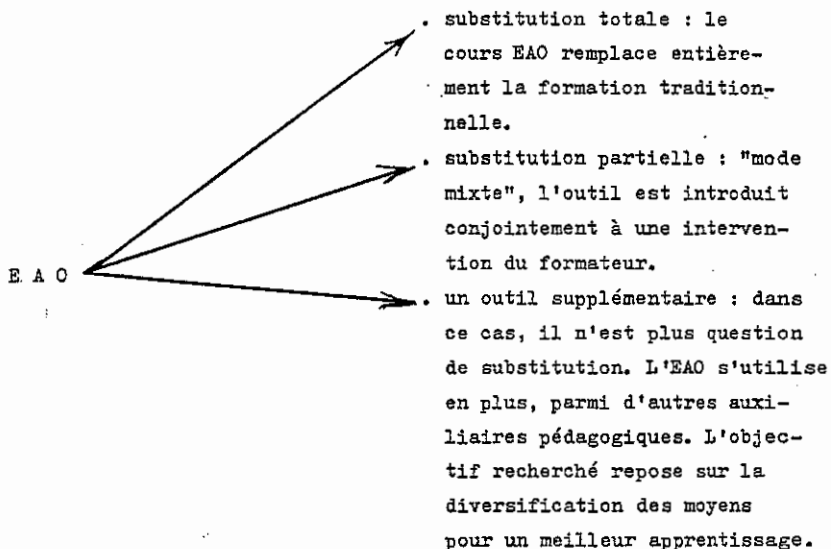 . substitution totale : le
cours EAO remplace entière-
ment la formation tradition-
nelle.
. substitution partielle : "mode
mixte", l'outil est introduit
conjointement à une interven-
tion du formateur.
E A O
. un outil supplémentaire : dans
ce cas, il n'est plus question
de substitution. L'EAO s'utilise
en plus, parmi d'autres auxi-
liaires pédagogiques. L'objec-
tif recherché repose sur la
diversification des moyens
pour un meilleur apprentissage.